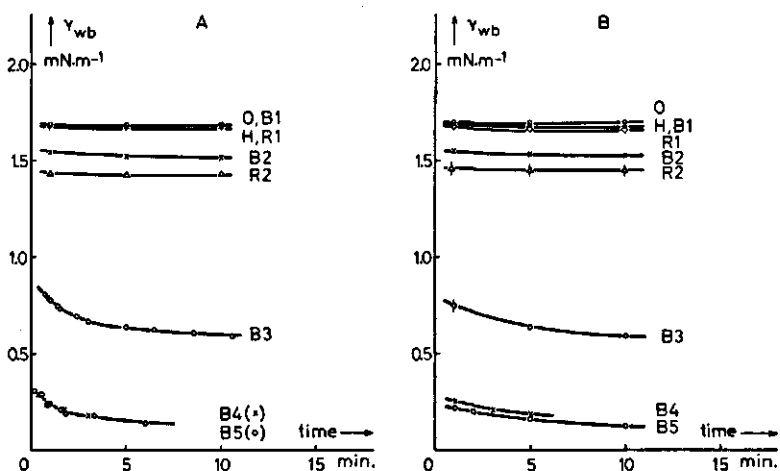 γwb A
mN.m-1
2.0
O,B1
H,R1
1.5
B2
R2
1.0
B3
0.5
B4(×)
B5(o)
time
0 5 10 15 min.
γwb B
mN.m-1
2.0
O
H,B1
R1
1.5
B2
R2
1.0
B3
0.5
B4
B5
time
0 5 10 15 min.